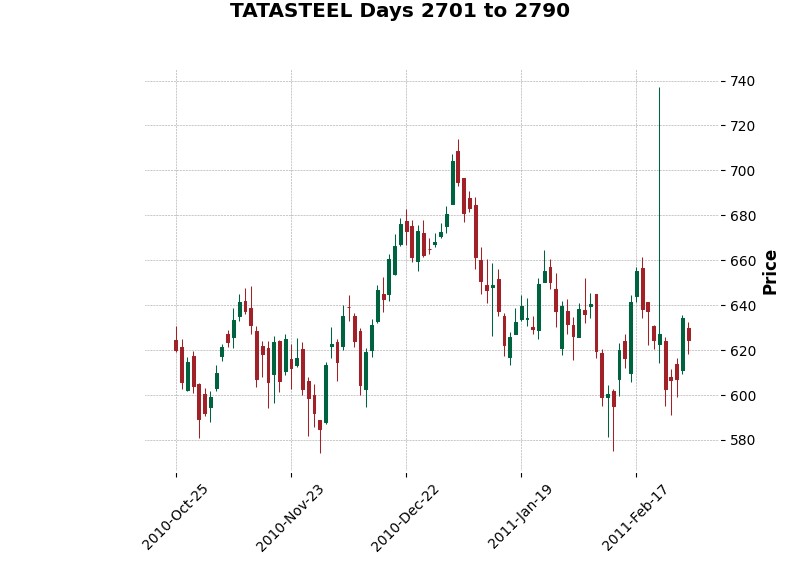 TATASTEEL Days 2701 to 2790
740
720
700
680
660
640
620
600
580
Price
2010-Oct-25
2010-Nov-23
2010-Dec-22
2011-Jan-19
2011-Feb-17